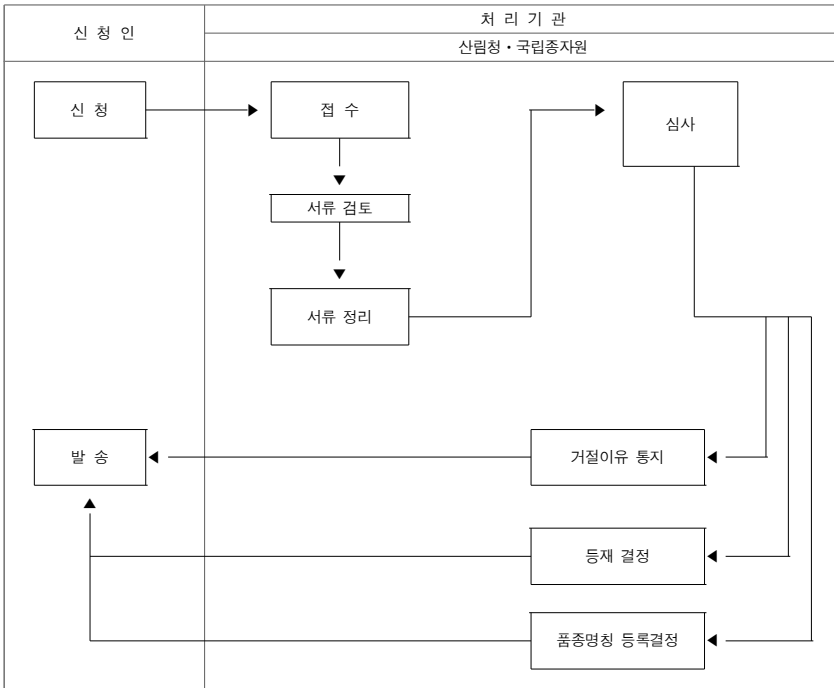 신 청 인
처 리 기 관
산림청·국립종자원
신 청
접 수
심사
서류 검토
서류 정리
발 송
거절이유 통지
등재 결정
품종명칭 등록결정